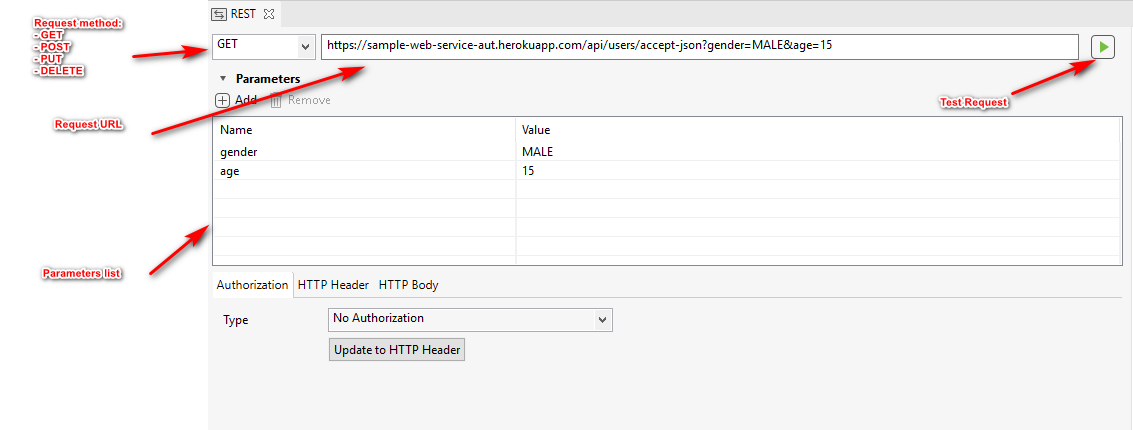 REST
Request method:
- GET
- POST
- PUT
- DELETE
GET
https://sample-web-service-aut.herokuapp.com/api/users/accept-json?gender=MALE&age=15
Parameters
Add Remove
Test Request
Request URL
Name Value
gender MALE
age 15
Parameters list
Authorization HTTP Header HTTP Body
Type No Authorization
Update to HTTP Header